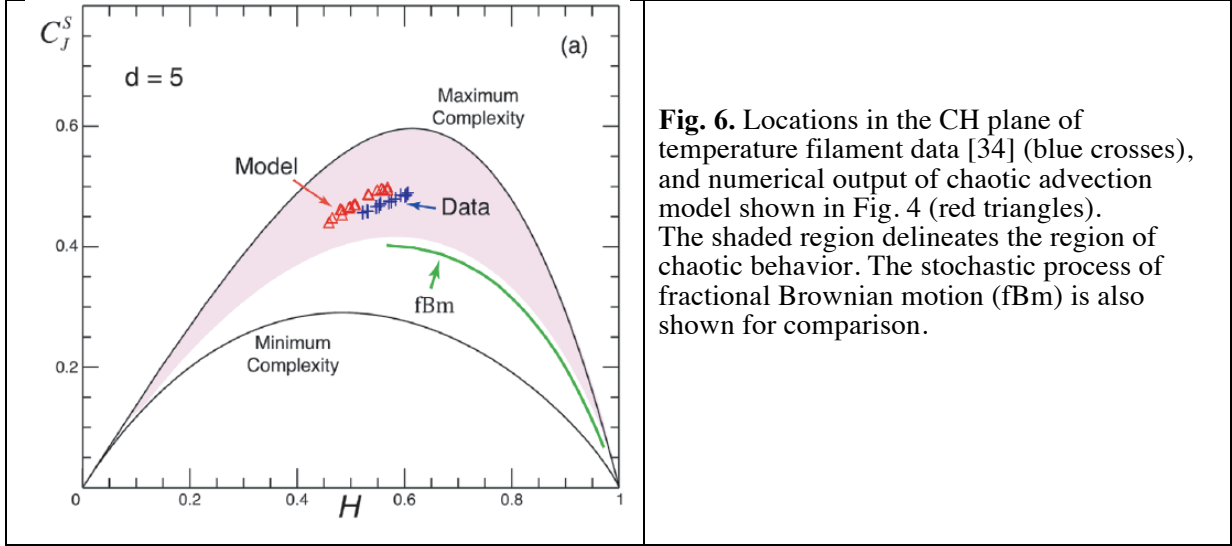 C_J^S
(a)
d = 5
Maximum
Complexity
0.6
Model
Data
0.4
fBm
Minimum
Complexity
0.2
0
0.2
0.4
H
0.6
0.8
1
Fig. 6. Locations in the CH plane of
temperature filament data [34] (blue crosses),
and numerical output of chaotic advection
model shown in Fig. 4 (red triangles).
The shaded region delineates the region of
chaotic behavior. The stochastic process of
fractional Brownian motion (fBm) is also
shown for comparison.